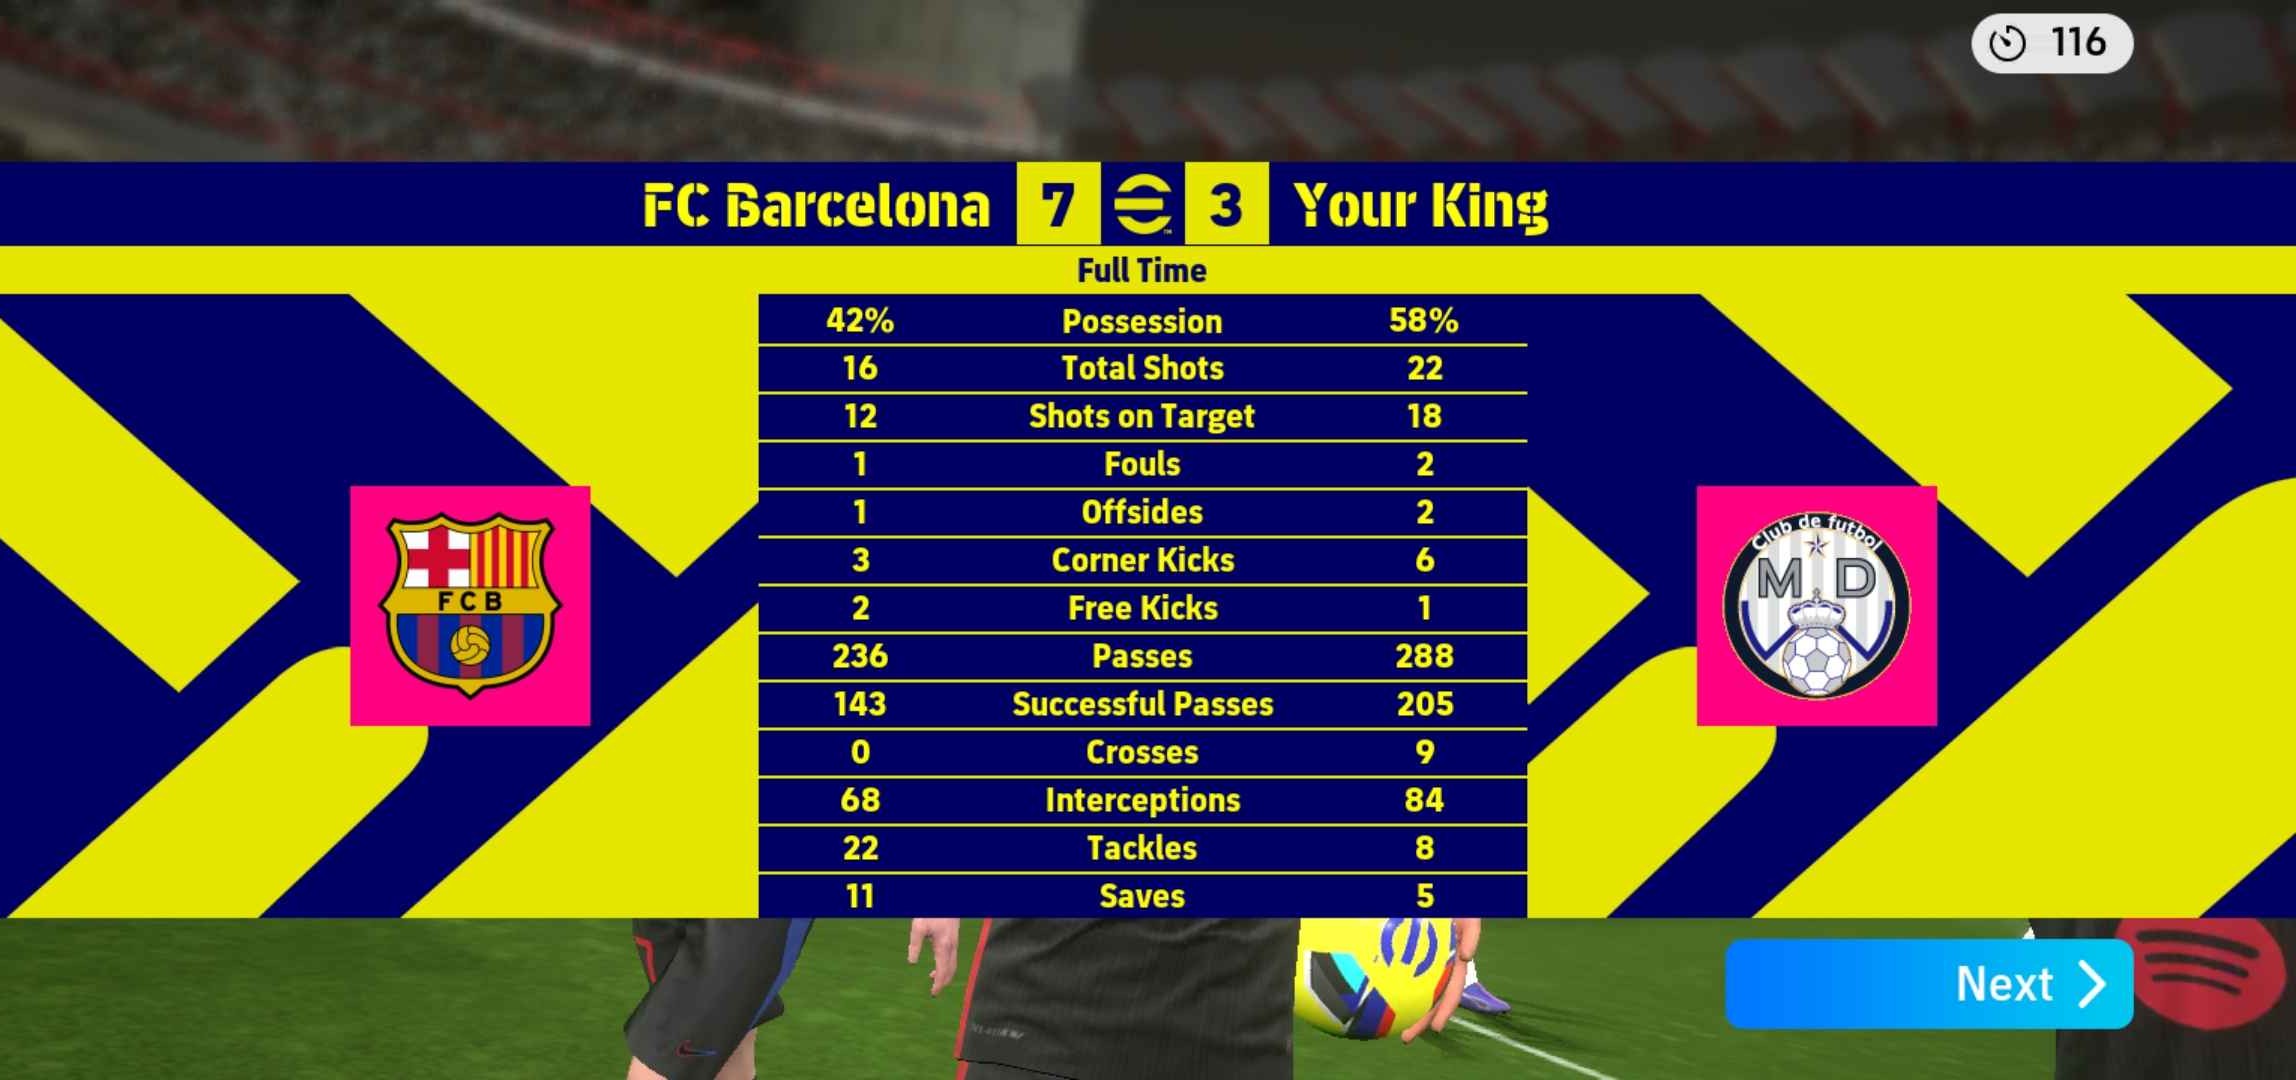 116
FC Barcelona 7 3 Your King
Full Time
42% Possession 58%
16 Total Shots 22
12 Shots on Target 18
1 Fouls 2
1 Offsides 2
3 Corner Kicks 6
2 Free Kicks 1
236 Passes 288
143 Successful Passes 205
0 Crosses 9
68 Interceptions 84
22 Tackles 8
11 Saves 5
FCB
Club de futbol
M D
Next